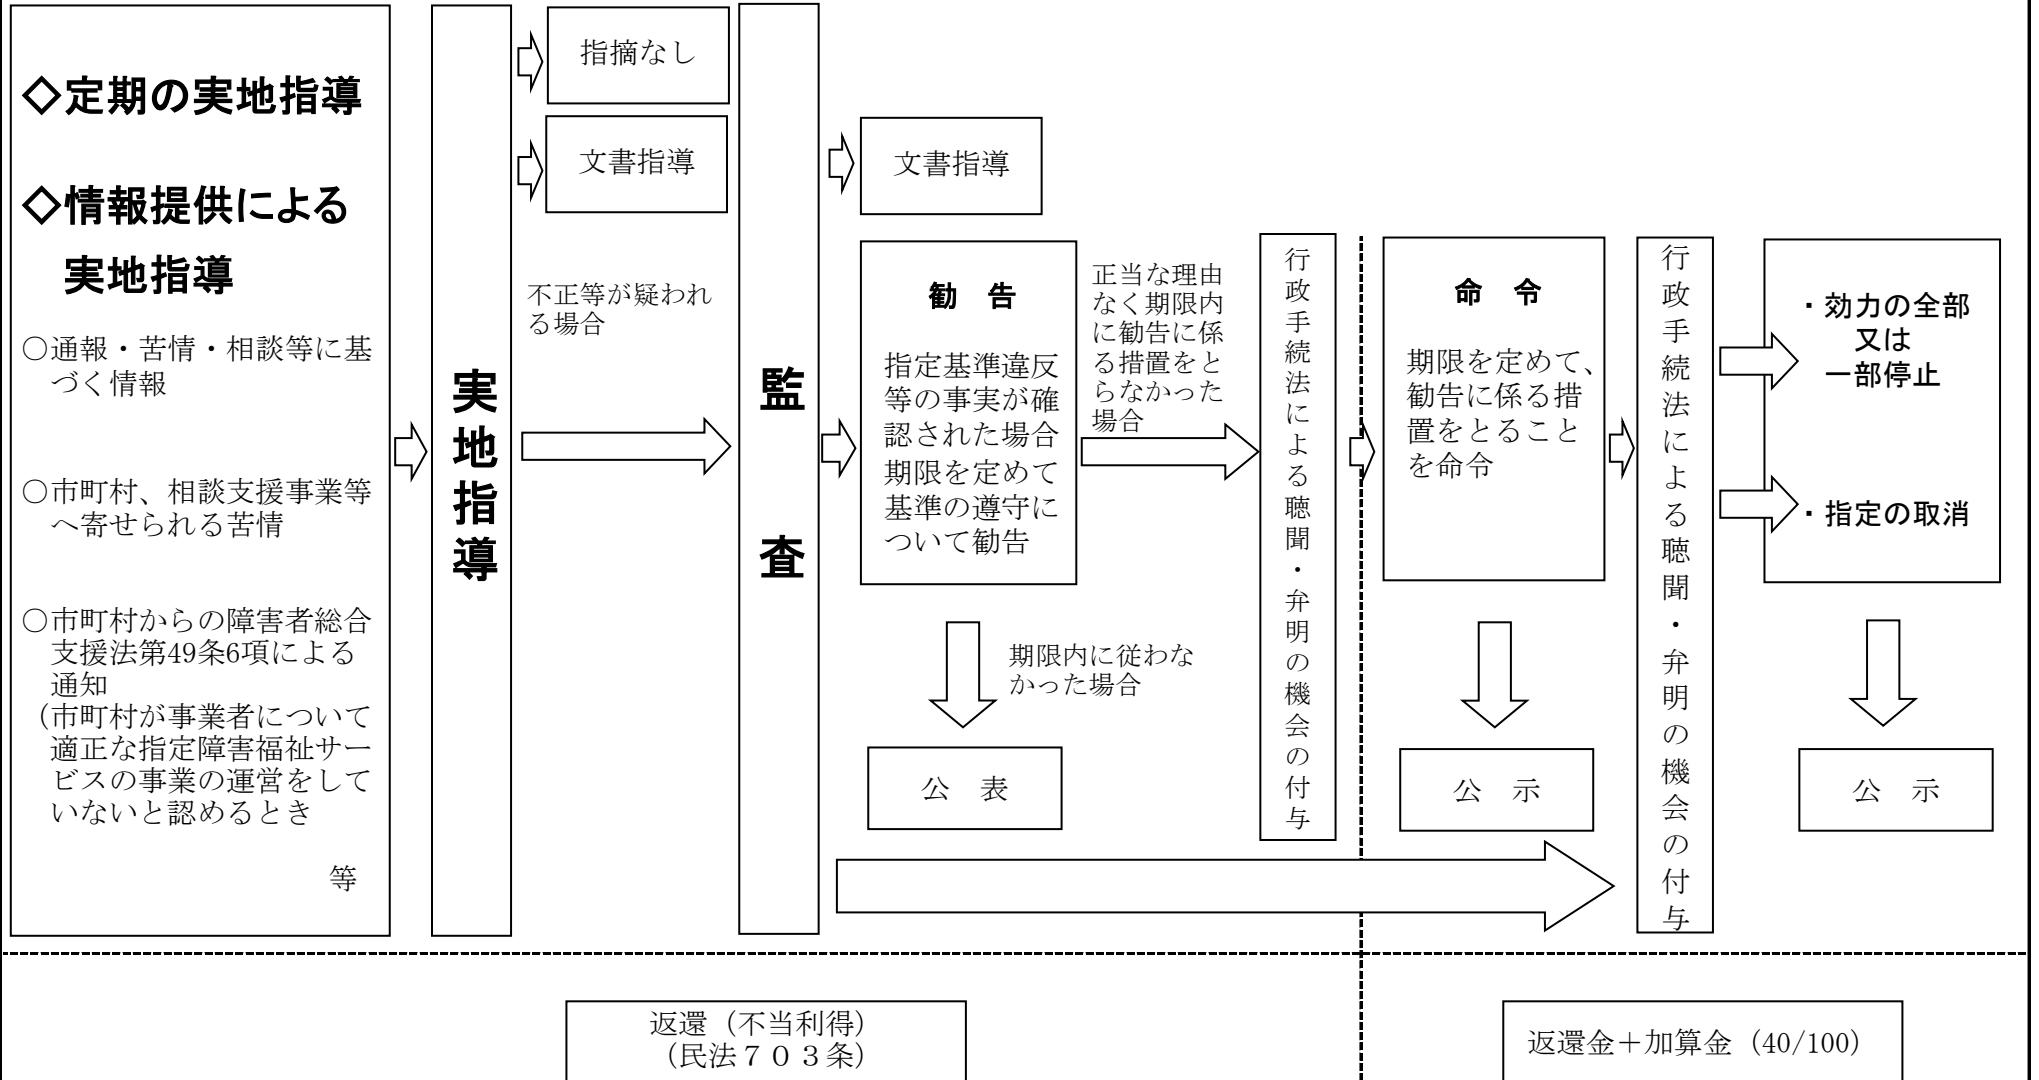 ◇定期の実地指導
◇情報提供による
実地指導
○通報・苦情・相談等に基
づく情報
○市町村、相談支援事業等
へ寄せられる苦情
○市町村からの障害者総合
支援法第49条6項による
通知
(市町村が事業者について
適正な指定障害福祉サー
ビスの事業の運営をして
いないと認めるとき
等
実地指導
指摘なし
文書指導
不正等が疑われ
る場合
監査
文書指導
勧 告
指定基準違反
等の事実が確
認された場合
期限を定めて
基準の遵守に
ついて勧告
正当な理由
なく期限内
に勧告に係
る措置をと
らなかった
場合
期限内に従わな
かった場合
公 表
行政手続法による聴聞・弁明の機会の付与
命 令
期限を定めて、
勧告に係る措
置をとること
を命令
公 示
行政手続法による聴聞・弁明の機会の付与
・効力の全部
又は
一部停止
・指定の取消
公 示
返還(不当利得)
(民法703条)
返還金+加算金(40/100)